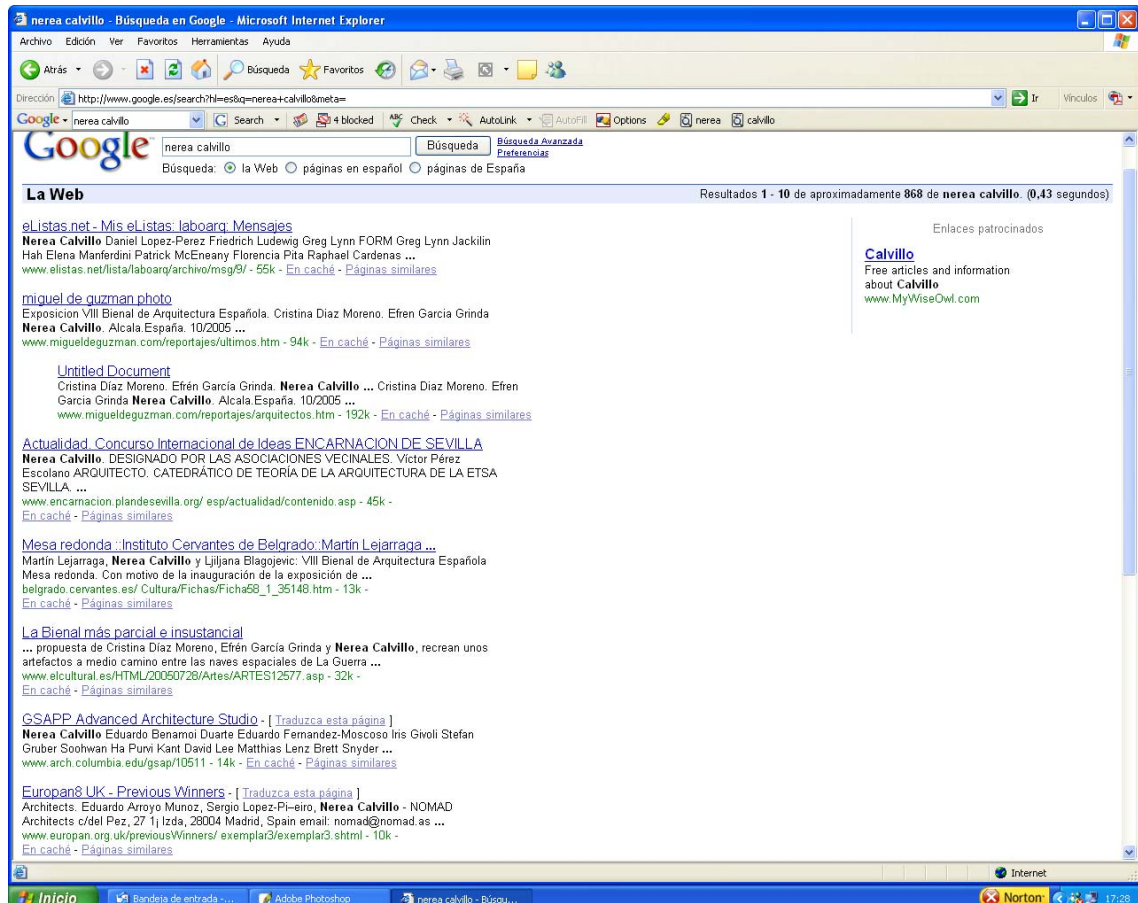 nerea calvillo - Búsqueda en Google - Microsoft Internet Explorer
Archivo Edición Ver Favoritos Herramientas Ayuda
Atrás Búsqueda Favoritos
Dirección http://www.google.es/search?hl=es&q=nerea+calvillo&meta= Ir Vínculos
Google nerea calvillo Search 4 blocked ABC Check AutoLink AutoFill Options nerea calvillo
Google nerea calvillo Búsqueda Búsqueda Avanzada
Preferencias
Búsqueda: la Web páginas en español páginas de España
La Web Resultados 1 - 10 de aproximadamente 868 de nerea calvillo. (0,43 segundos)
eListas.net - Mis eListas: laboarq: Mensajes
Nerea Calvillo Daniel Lopez-Perez Friedrich Ludewig Greg Lynn FORM Greg Lynn Jackilin
Hah Elena Manferdini Patrick McEneany Florencia Pita Raphael Cardenas ...
www.elistas.net/lista/laboarq/archivo/msg/9/ - 55k - En caché - Páginas similares
Enlaces patrocinados
Calvillo
Free articles and information
about Calvillo
www.MyWiseOwl.com
miguel de guzman photo
Exposicion VIII Bienal de Arquitectura Española. Cristina Diaz Moreno. Efren Garcia Grinda
Nerea Calvillo. Alcala.España. 10/2005 ...
www.migueldeguzman.com/reportajes/ultimos.htm - 94k - En caché - Páginas similares
Untitled Document
Cristina Díaz Moreno. Efrén García Grinda. Nerea Calvillo ... Cristina Diaz Moreno. Efren
Garcia Grinda Nerea Calvillo. Alcala.España. 10/2005 ...
www.migueldeguzman.com/reportajes/arquitectos.htm - 192k - En caché - Páginas similares
Actualidad. Concurso Internacional de Ideas ENCARNACION DE SEVILLA
Nerea Calvillo. DESIGNADO POR LAS ASOCIACIONES VECINALES. Víctor Pérez
Escolano ARQUITECTO. CATEDRÁTICO DE TEORÍA DE LA ARQUITECTURA DE LA ETSA
SEVILLA. ...
www.encarnacion.plandesevilla.org/ esp/actualidad/contenido.asp - 45k -
En caché - Páginas similares
Mesa redonda ::Instituto Cervantes de Belgrado::Martín Lejarraga ...
Martín Lejarraga, Nerea Calvillo y Ljiljana Blagojevic: VIII Bienal de Arquitectura Española
Mesa redonda. Con motivo de la inauguración de la exposición de ...
belgrado.cervantes.es/ Cultura/Fichas/Ficha58_1_35148.htm - 13k -
En caché - Páginas similares
La Bienal más parcial e insustancial
... propuesta de Cristina Díaz Moreno, Efrén García Grinda y Nerea Calvillo, recrean unos
artefactos a medio camino entre las naves espaciales de La Guerra ...
www.elcultural.es/HTML/20050728/Artes/ARTES12577.asp - 32k -
En caché - Páginas similares
GSAPP Advanced Architecture Studio - [ Traduzca esta página ]
Nerea Calvillo Eduardo Benamoi Duarte Eduardo Fernandez-Moscoso Iris Givoli Stefan
Gruber Soohwan Ha Purvi Kant David Lee Matthias Lenz Brett Snyder ...
www.arch.columbia.edu/gsap/10511 - 14k - En caché - Páginas similares
Europan8 UK - Previous Winners - [ Traduzca esta página ]
Architects. Eduardo Arroyo Munoz, Sergio Lopez-Pi–eiro, Nerea Calvillo - NOMAD
Architects c/del Pez, 27 1¡ Izda, 28004 Madrid, Spain email: nomad@nomad.as ...
www.europan.org.uk/previousWinners/ exemplar3/exemplar3.shtml - 10k -
En caché - Páginas similares
Internet
Inicio Bandeja de entrada -... Adobe Photoshop nerea calvillo - Búsqu... Norton 17:28